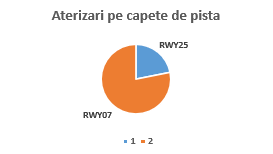 Aterizari pe capete de pista
RWY25
RWY07
1 2